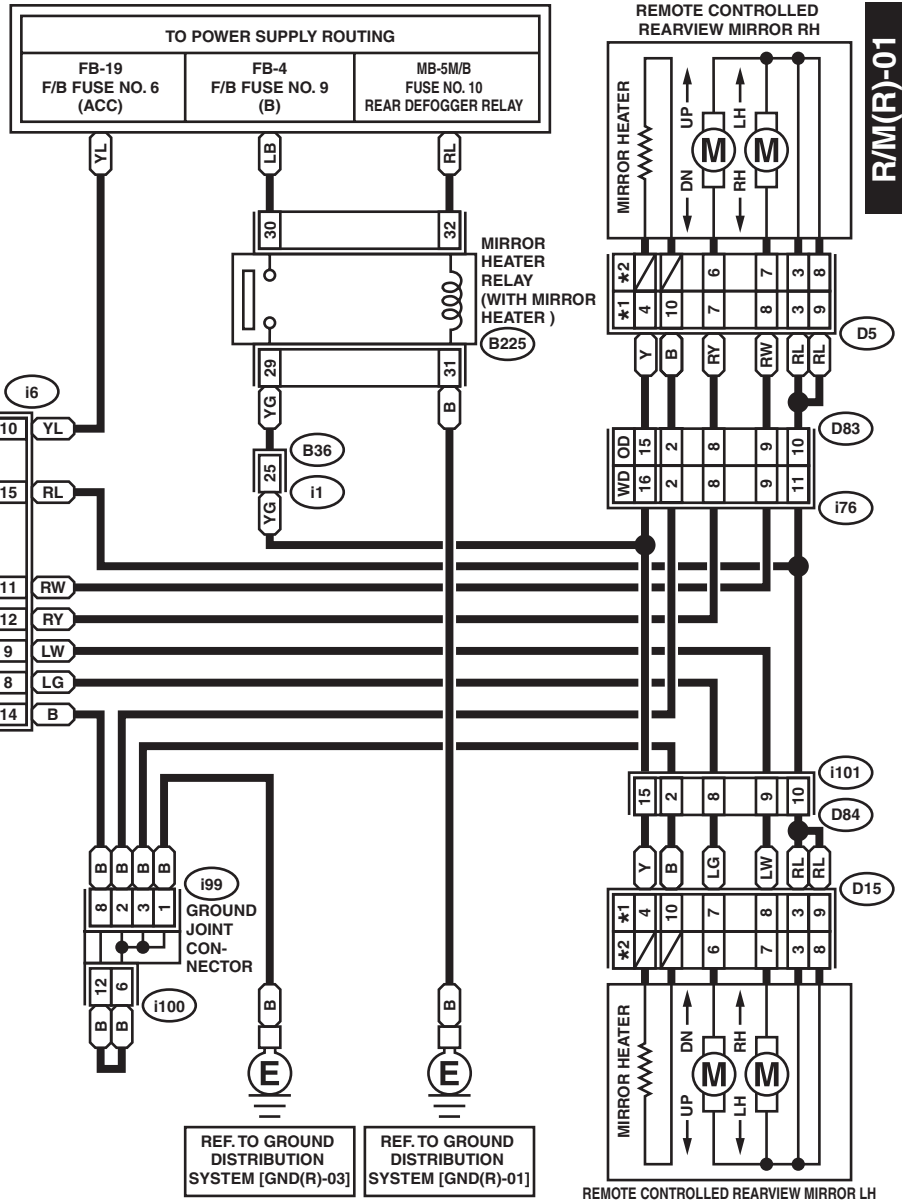 TO POWER SUPPLY ROUTING
FB-19
F/B FUSE NO. 6
(ACC)
FB-4
F/B FUSE NO. 9
(B)
MB-5M/B
FUSE NO. 10
REAR DEFOGGER RELAY
REMOTE CONTROLLED
REARVIEW MIRROR RH
R/M(R)-01
YL
LB
RL
MIRROR HEATER
DN UP
RH LH
M
M
30
32
MIRROR
HEATER
RELAY
(WITH MIRROR
HEATER )
B225
29
31
*2 6 7 3 8
*1 4 10 7 8 3 9
D5
Y B RY RW RL RL
YG
B
B36
25
i1
YG
D83
OD 15 2 8 9 10
WD 16 2 8 9 11
i76
i6
10 YL
15 RL
11 RW
12 RY
9 LW
8 LG
14 B
i101
15 2 8 9 10
D84
Y B LG LW RL RL
D15
*1 4 10 7 8 3 9
*2 6 7 3 8
B B B B
i99
8 2 3 1
GROUND
JOINT
CON-
NECTOR
12 6
i100
B B
B
B
E
E
MIRROR HEATER
UP DN
LH RH
M
M
REF. TO GROUND
DISTRIBUTION
SYSTEM [GND(R)-03]
REF. TO GROUND
DISTRIBUTION
SYSTEM [GND(R)-01]
REMOTE CONTROLLED REARVIEW MIRROR LH